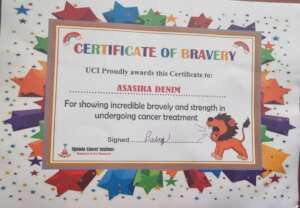 CERTIFICATE OF BRAVERY
UCI Proudly awards this Certificate to:
ASASIRA DENIM
For showing incredible bravely and strength in
undergoing cancer treatment
Signed
Uganda Cancer Institute